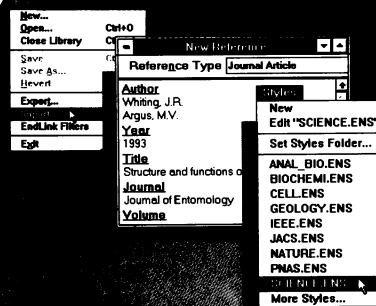 New...
Open... Ctrl+O
Close Library
Save
Save As...
Revert
Export...
Import...
EndLink Filters
Exit
New Reference
Reference Type Journal Article
Author
Whiting, J.R.
Argus, M.V.
Year
1993
Title
Structure and functions o
Journal
Journal of Entomology
Volume
Styles
New
Edit "SCIENCE.ENS"
Set Styles Folder...
ANAL_BIO.ENS
BIOCHEMI.ENS
CELL.ENS
GEOLOGY.ENS
IEEE.ENS
JACS.ENS
NATURE.ENS
PNAS.ENS
SCIENCE.ENS
More Styles...